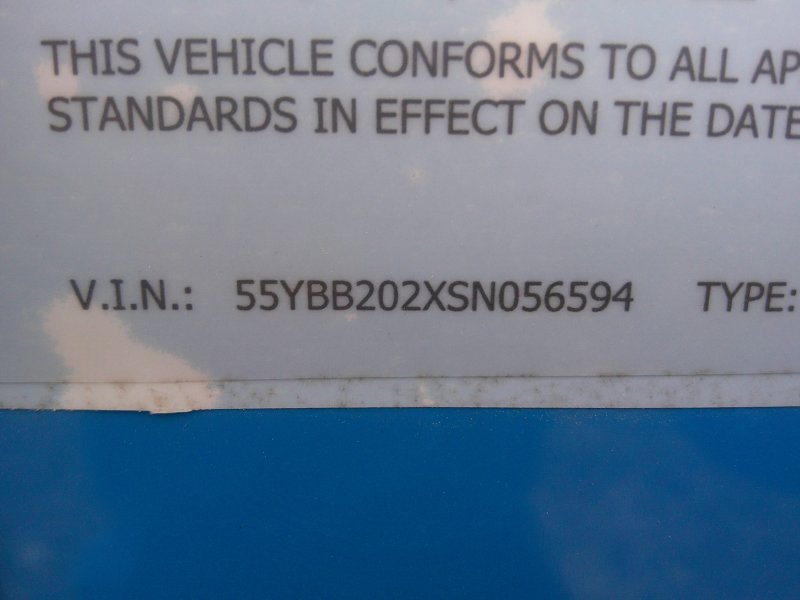 THIS VEHICLE CONFORMS TO ALL AP
STANDARDS IN EFFECT ON THE DATE
V.I.N.: 55YBB202XSN056594 TYPE: